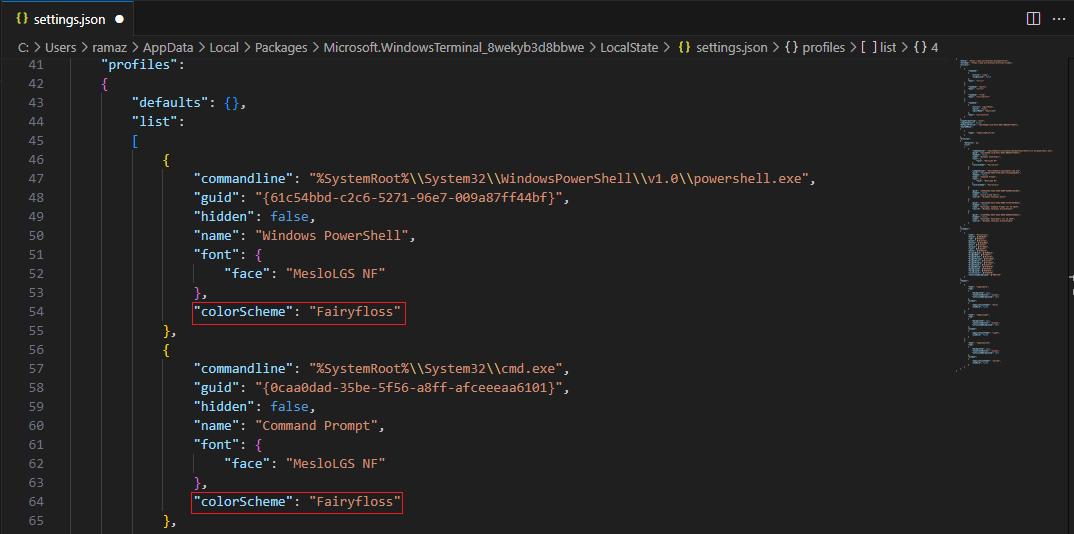 {} settings.json ●
C: > Users > ramaz > AppData > Local > Packages > Microsoft.WindowsTerminal_8wekyb3d8bbwe > LocalState > {} settings.json > {} profiles > [ ] list > {} 4
41 "profiles":
42 {
43 "defaults": {},
44 "list":
45 [
46 {
47 "commandline": "%SystemRoot%\\System32\\WindowsPowerShell\\v1.0\\powershell.exe",
48 "guid": "{61c54bbd-c2c6-5271-96e7-009a87ff44bf}",
49 "hidden": false,
50 "name": "Windows PowerShell",
51 "font": {
52 "face": "MesloLGS NF"
53 },
54 "colorScheme": "Fairyfloss"
55 },
56 {
57 "commandline": "%SystemRoot%\\System32\\cmd.exe",
58 "guid": "{0caa0dad-35be-5f56-a8ff-afceeeaa6101}",
59 "hidden": false,
60 "name": "Command Prompt",
61 "font": {
62 "face": "MesloLGS NF"
63 },
64 "colorScheme": "Fairyfloss"
65 },